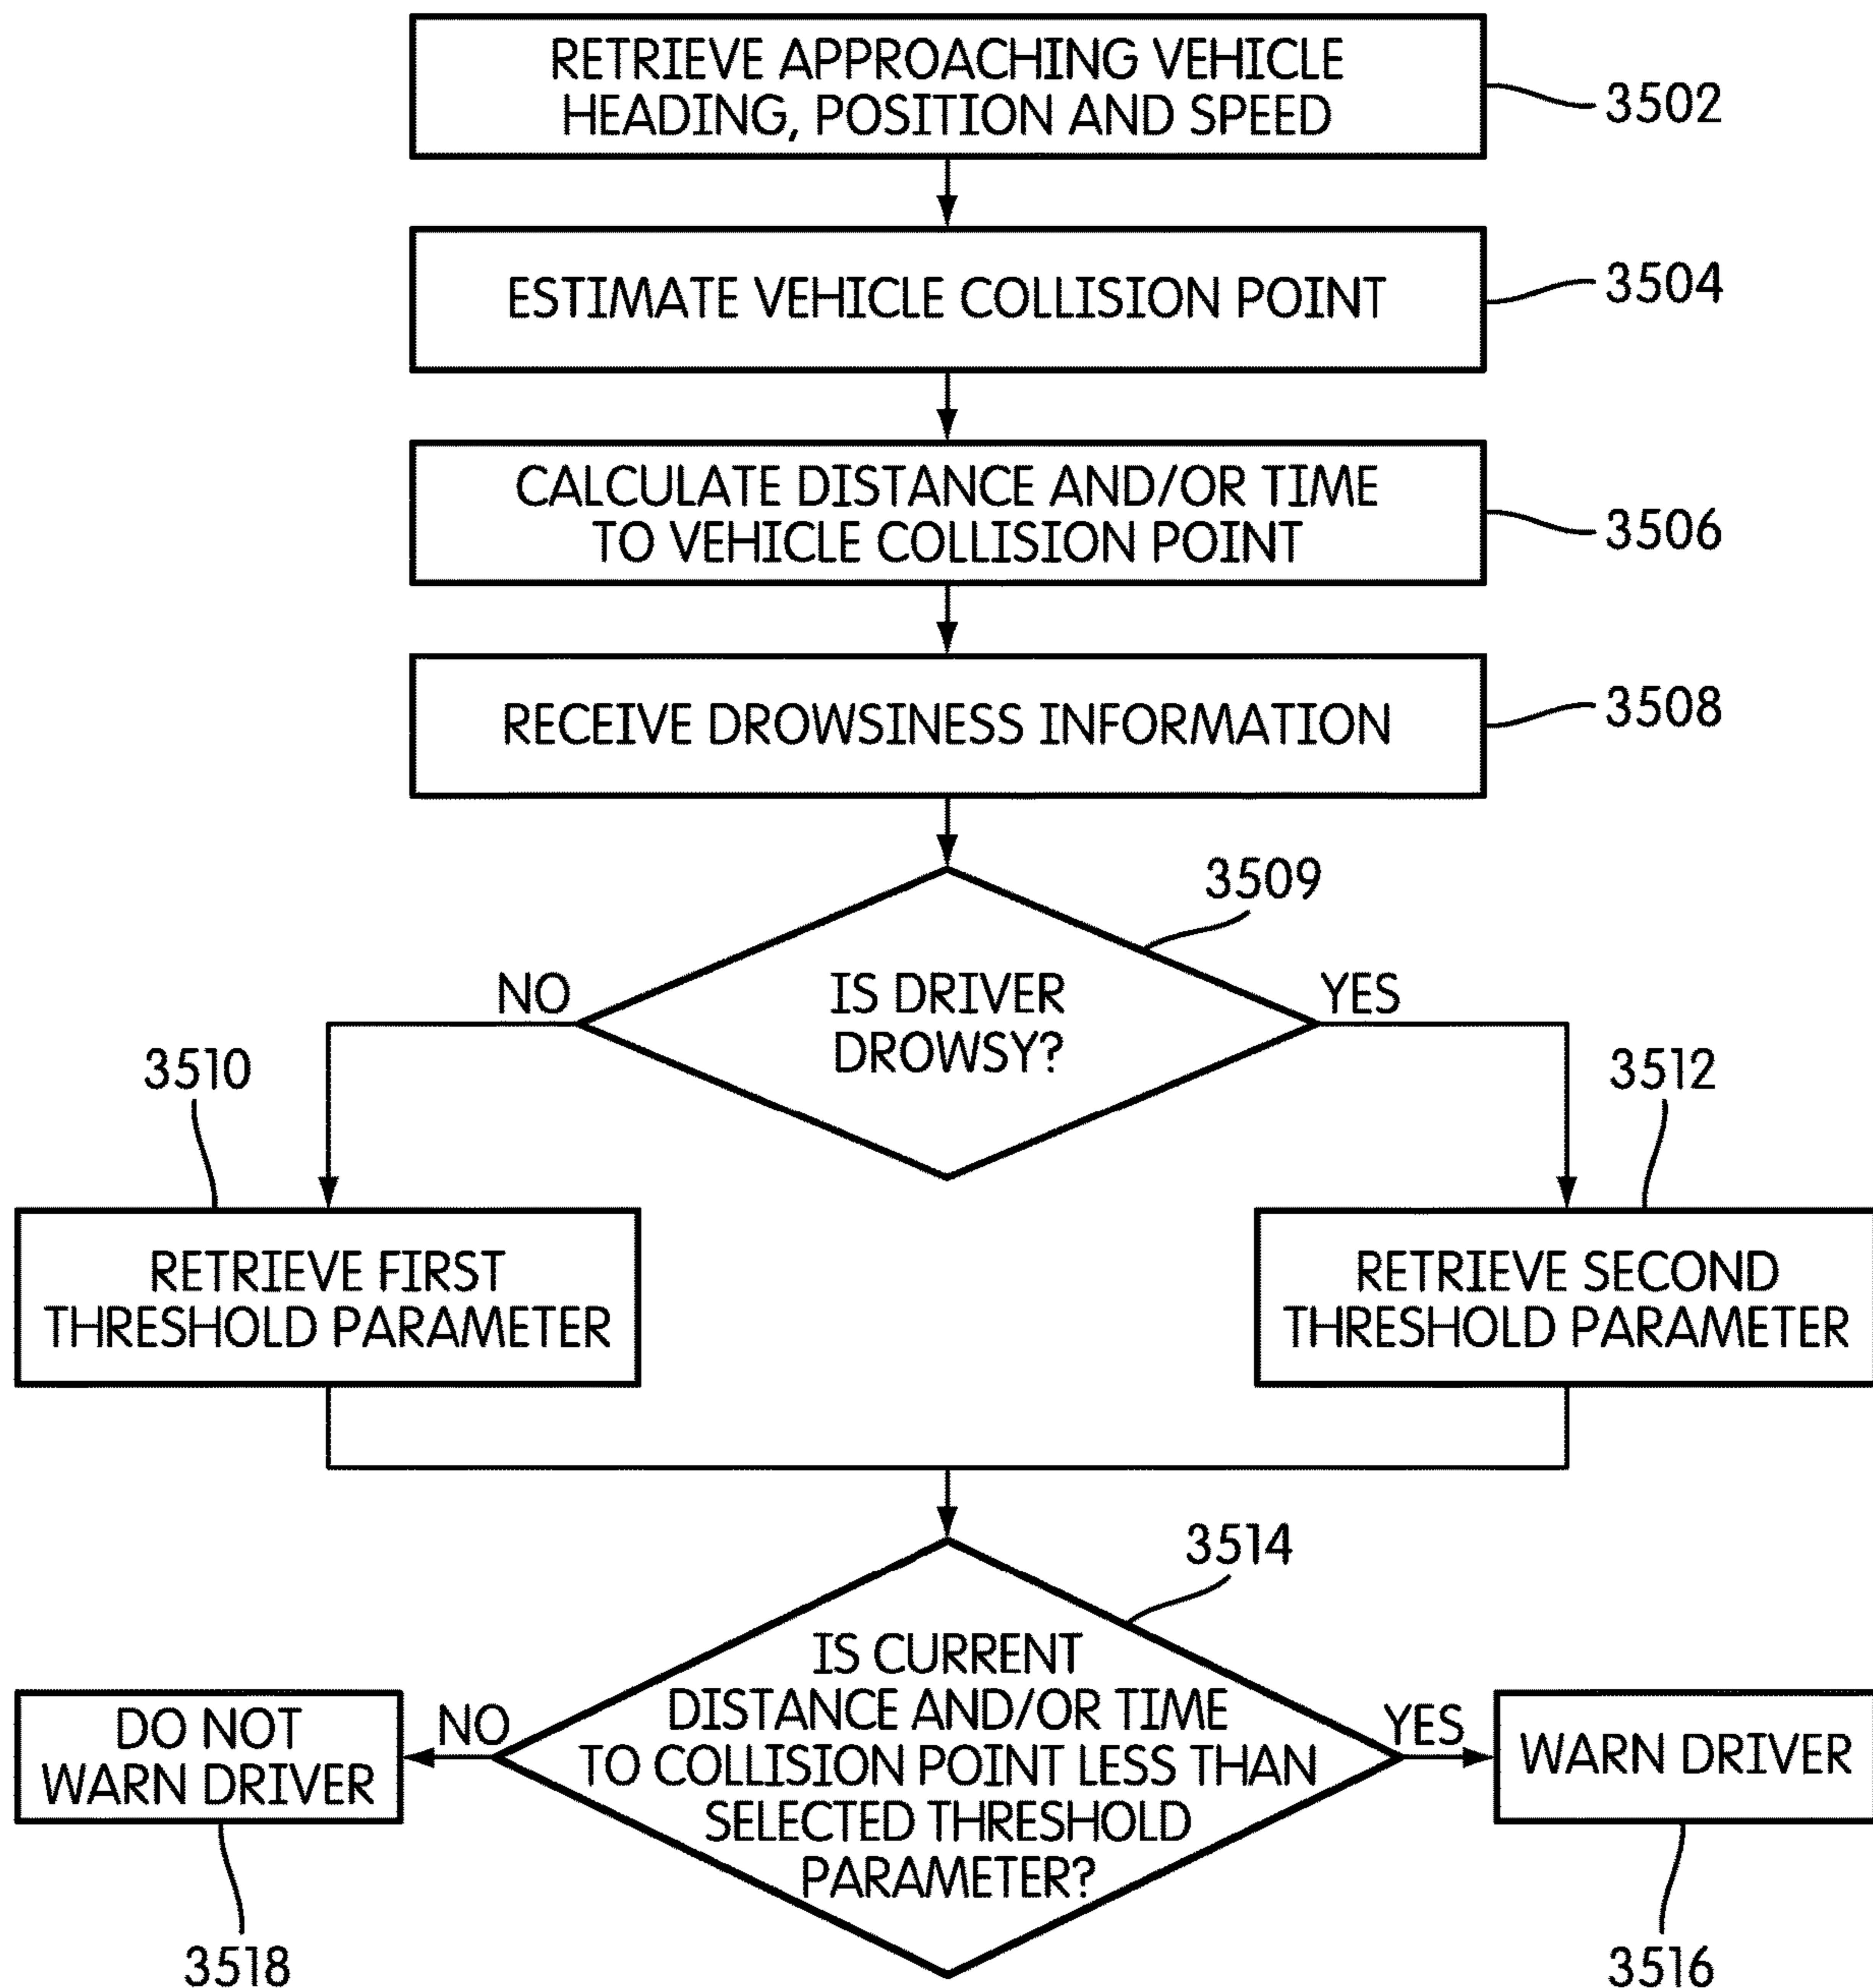 RETRIEVE APPROACHING VEHICLE
HEADING, POSITION AND SPEED
3502
ESTIMATE VEHICLE COLLISION POINT
3504
CALCULATE DISTANCE AND/OR TIME
TO VEHICLE COLLISION POINT
3506
RECEIVE DROWSINESS INFORMATION
3508
3509
IS DRIVER
DROWSY?
NO
YES
3510
3512
RETRIEVE FIRST
THRESHOLD PARAMETER
RETRIEVE SECOND
THRESHOLD PARAMETER
3514
IS CURRENT
DISTANCE AND/OR TIME
TO COLLISION POINT LESS THAN
SELECTED THRESHOLD
PARAMETER?
NO
YES
DO NOT
WARN DRIVER
WARN DRIVER
3518
3516